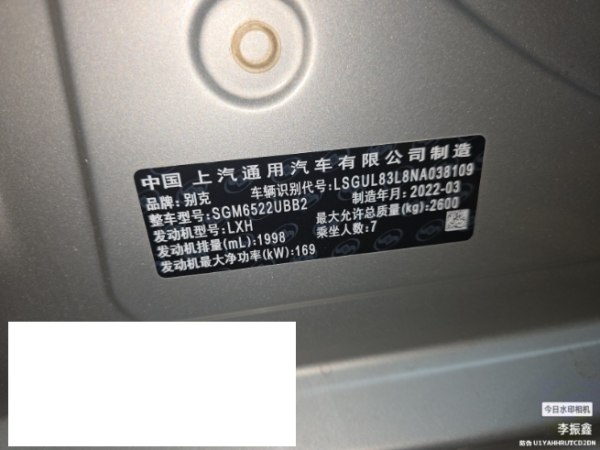 中国 上汽通用汽车有限公司制造
品牌:别克 车辆识别代号:LSGUL83L8NA038109
整车型号:SGM6522UBB2 制造年月:2022-03
发动机型号:LXH 最大允许总质量(kg):2600
发动机排量(mL):1998 乘坐人数:7
发动机最大净功率(kW):169
今日水印相机
李振鑫
防伪 U1YAHHRUTCD2DN